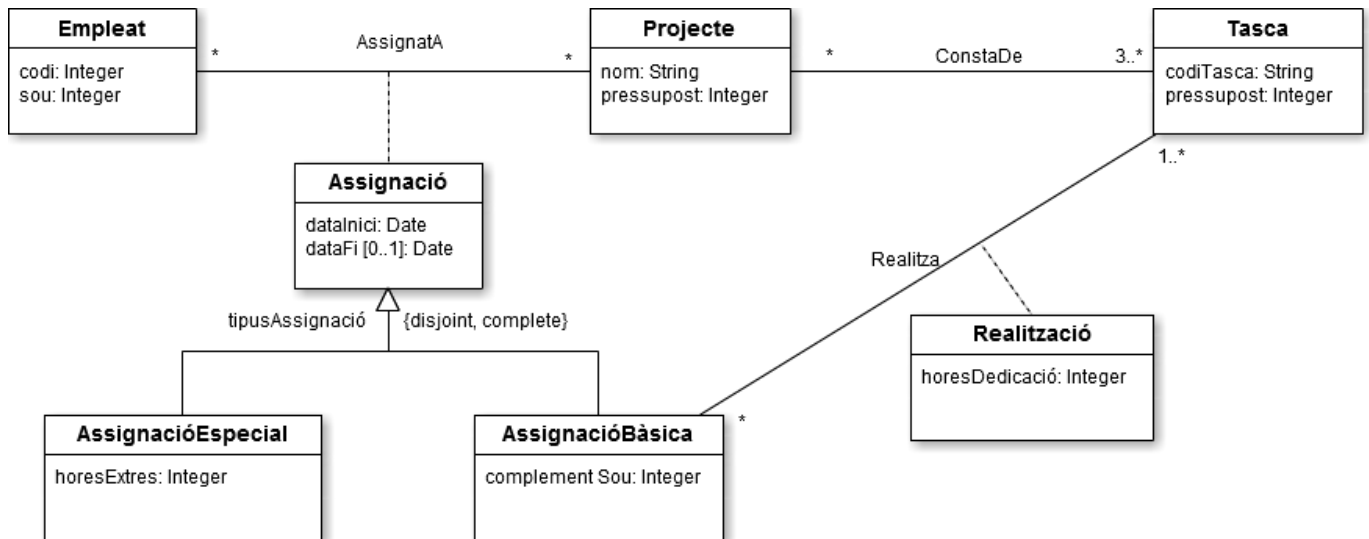 Empleat
codi: Integer
sou: Integer
*
AssignatA
*
Projecte
nom: String
pressupost: Integer
*
ConstaDe
3..*
Tasca
codiTasca: String
pressupost: Integer
1..*
Assignació
dataInici: Date
dataFi [0..1]: Date
Realitza
tipusAssignació
{disjoint, complete}
Realització
horesDedicació: Integer
AssignacióEspecial
horesExtres: Integer
AssignacióBàsica
complement Sou: Integer
*